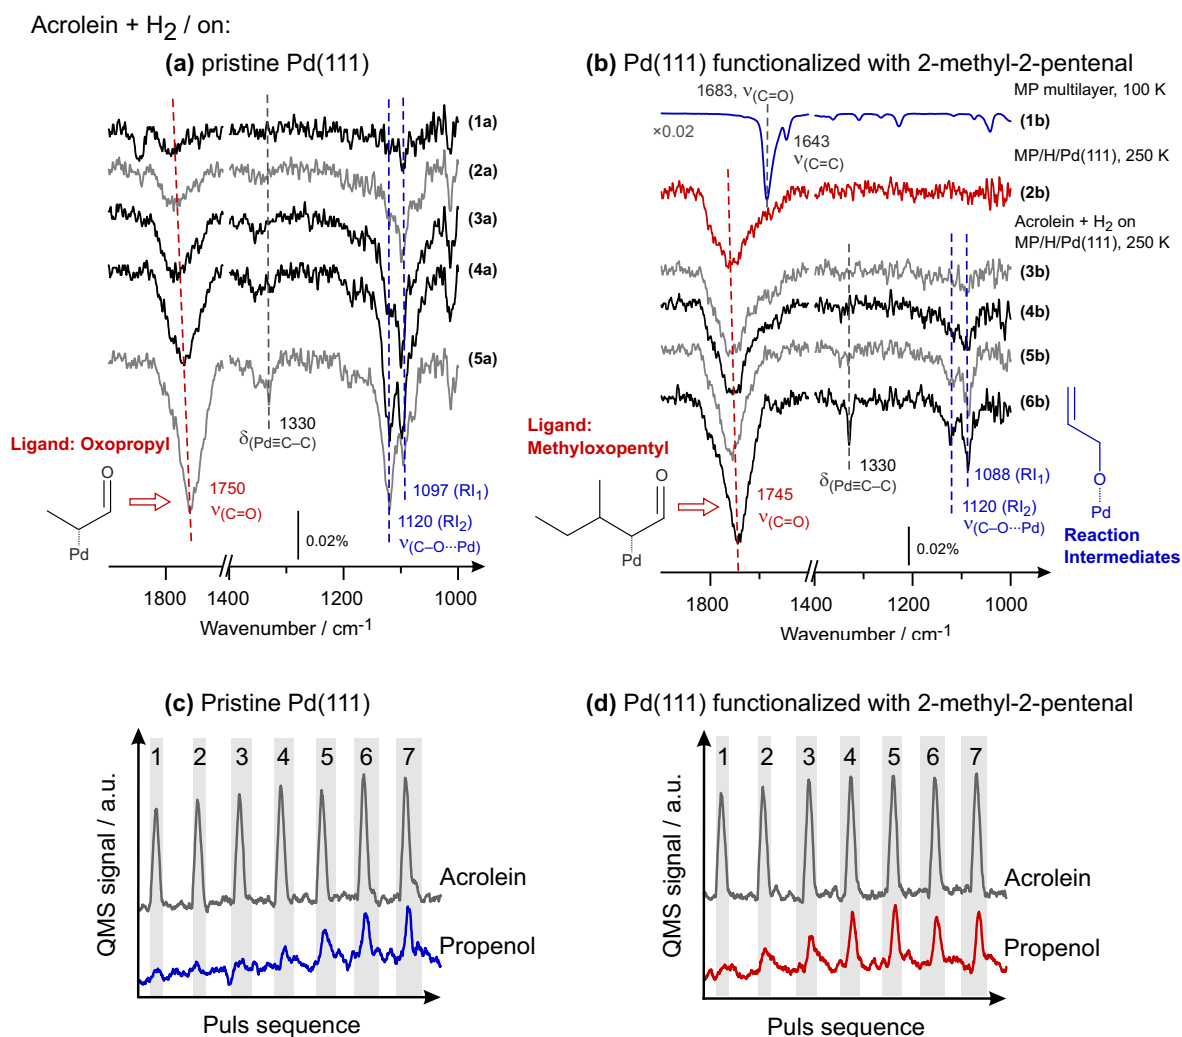 Acrolein + H2 / on:
(a) pristine Pd(111)
(b) Pd(111) functionalized with 2-methyl-2-pentenal
(1a)
(2a)
(3a)
(4a)
(5a)
1330
δ(Pd≡C–C)
Ligand: Oxopropyl
O
Pd
1750
ν(C=O)
1097 (RI1)
1120 (RI2)
ν(C–O···Pd)
0.02%
1800 1400 1200 1000
Wavenumber / cm-1
1683, ν(C=O)
MP multilayer, 100 K
(1b)
×0.02
1643
ν(C=C)
MP/H/Pd(111), 250 K
(2b)
Acrolein + H2 on
MP/H/Pd(111), 250 K
(3b)
(4b)
(5b)
(6b)
Ligand:
Methyloxopentyl
O
Pd
1745
ν(C=O)
1330
δ(Pd≡C–C)
1088 (RI1)
1120 (RI2)
ν(C–O···Pd)
O
Pd
Reaction
Intermediates
0.02%
1800 1400 1200 1000
Wavenumber / cm-1
(c) Pristine Pd(111)
1 2 3 4 5 6 7
QMS signal / a.u.
Acrolein
Propenol
Puls sequence
(d) Pd(111) functionalized with 2-methyl-2-pentenal
1 2 3 4 5 6 7
QMS signal / a.u.
Acrolein
Propenol
Puls sequence